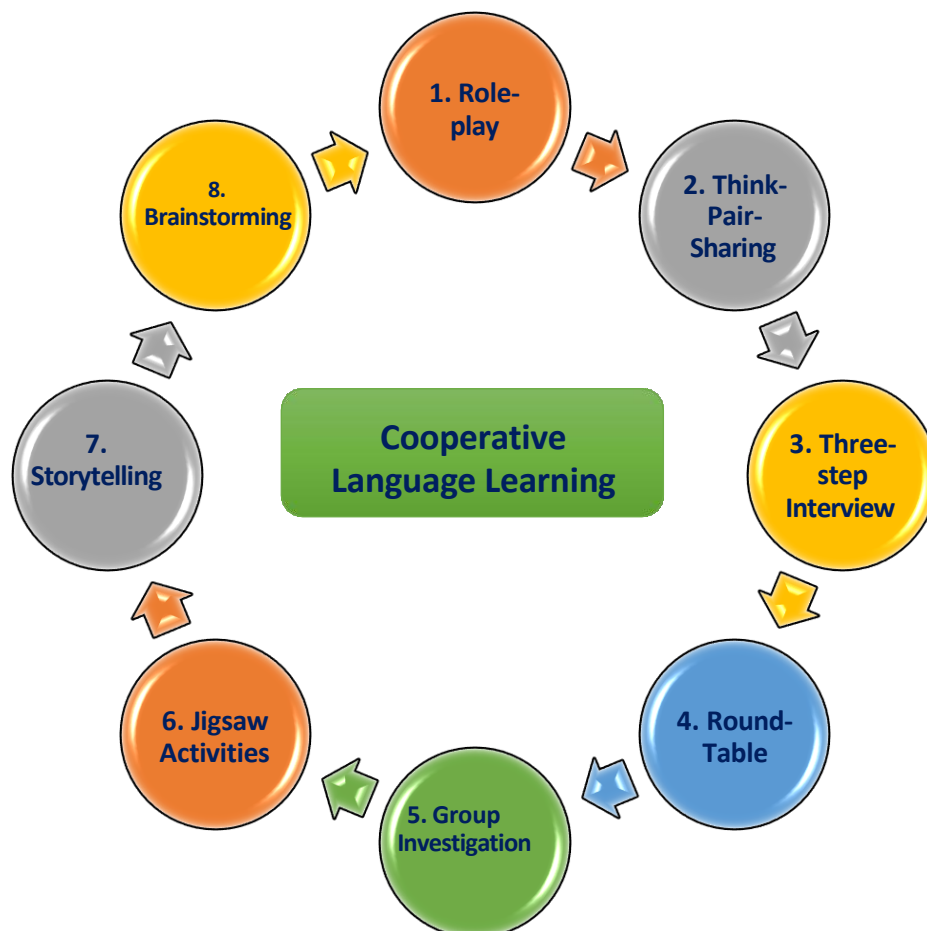 1. Role-
play
2. Think-
Pair-
Sharing
3. Three-
step
Interview
4. Round-
Table
5. Group
Investigation
6. Jigsaw
Activities
7.
Storytelling
8.
Brainstorming
Cooperative
Language Learning